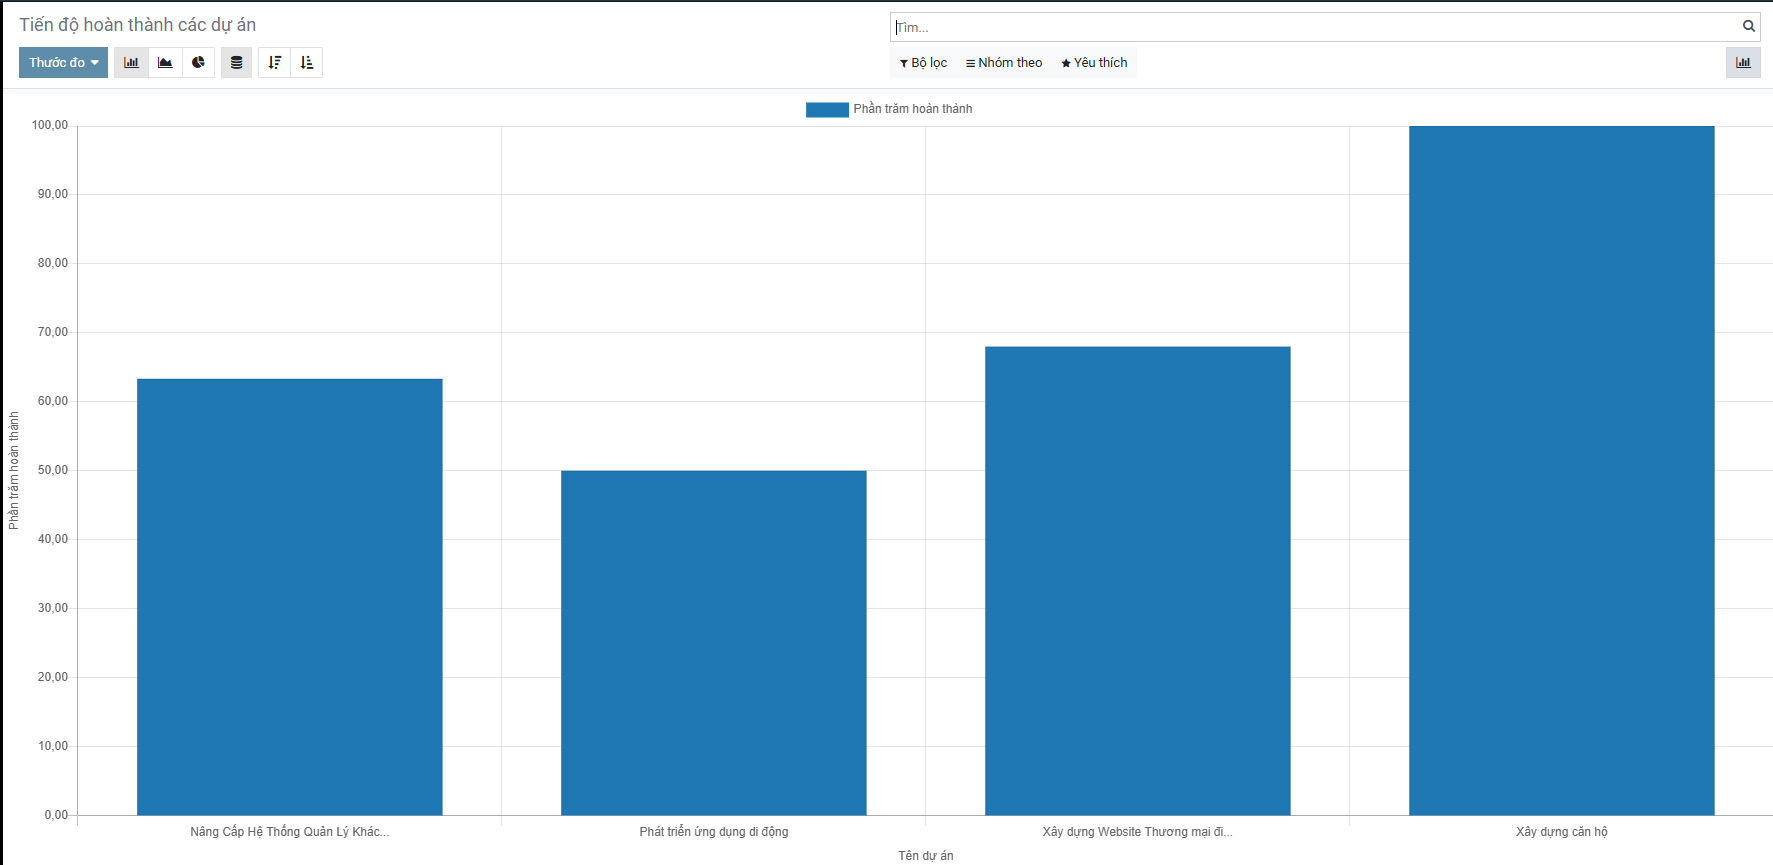 Tiến độ hoàn thành các dự án
Tìm...
Thước đo
Bộ lọc
Nhóm theo
Yêu thích
Phần trăm hoàn thành
100,00
90,00
80,00
70,00
60,00
50,00
40,00
30,00
20,00
10,00
0,00
Phần trăm hoàn thành
Nâng Cấp Hệ Thống Quản Lý Khác...
Phát triển ứng dụng di động
Xây dựng Website Thương mại đi...
Xây dựng căn hộ
Tên dự án